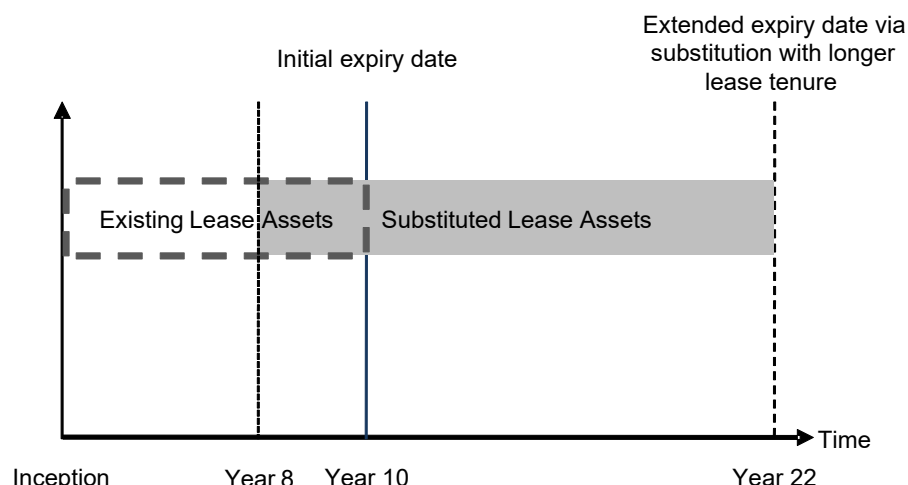 Extended expiry date via
substitution with longer
lease tenure
Initial expiry date
Existing Lease Assets
Substituted Lease Assets
Time
Inception
Year 8
Year 10
Year 22